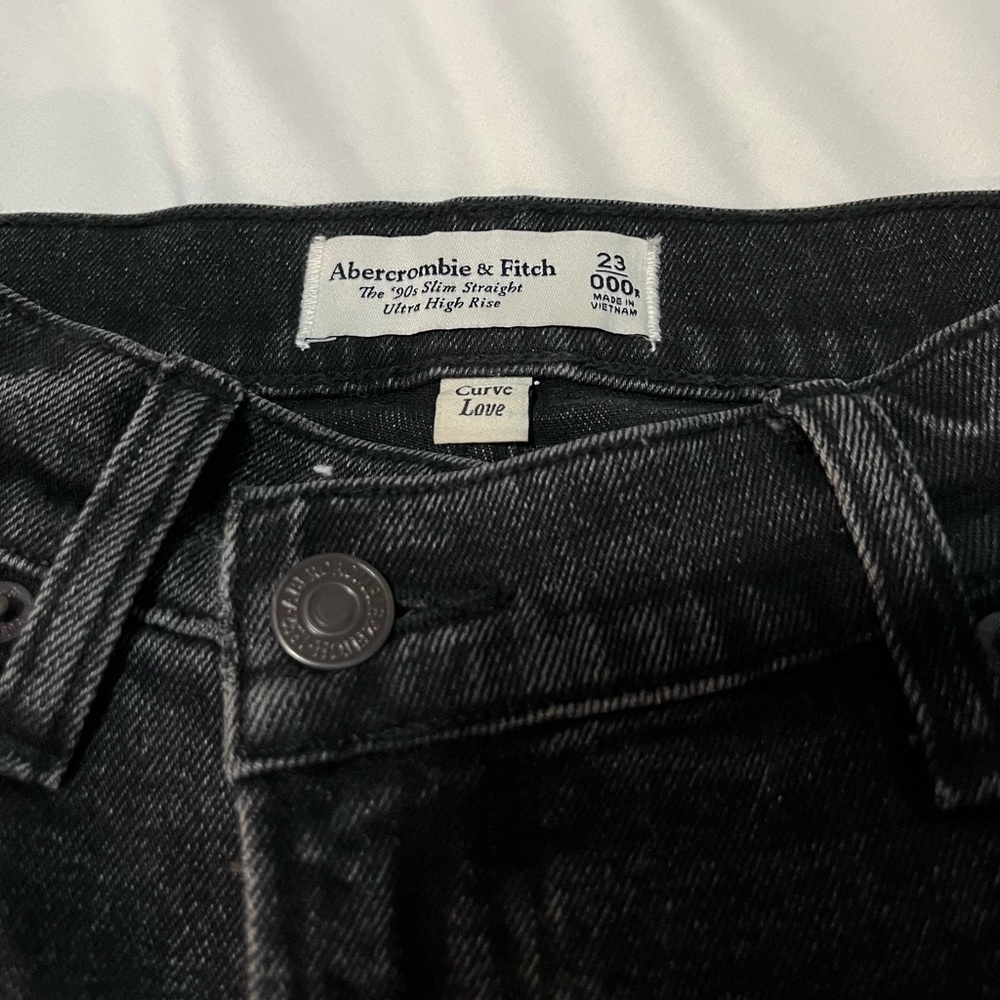 Abercrombie & Fitch
The '90s Slim Straight
Ultra High Rise
23
000R
MADE IN
VIETNAM
Curve
Love